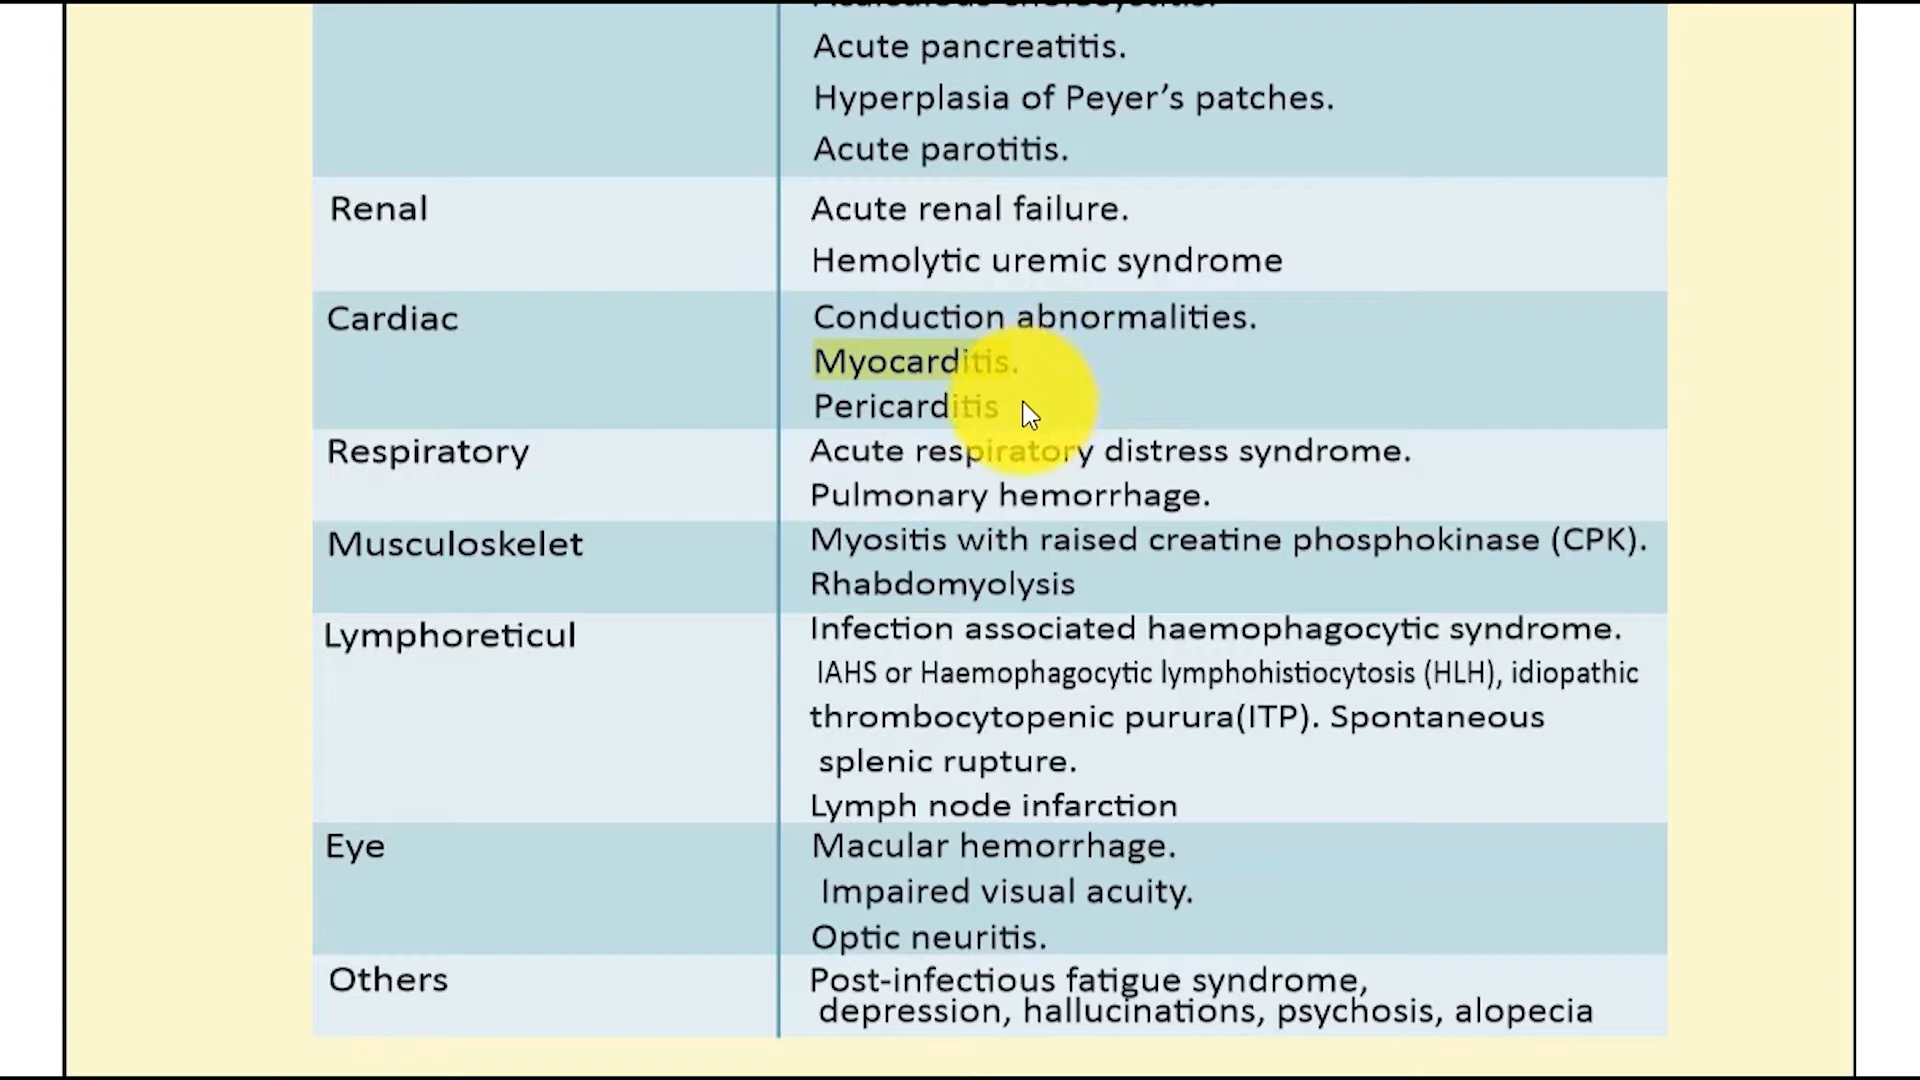 Acute pancreatitis.
Hyperplasia of Peyer’s patches.
Acute parotitis.
Renal
Acute renal failure.
Hemolytic uremic syndrome
Cardiac
Conduction abnormalities.
Myocarditis.
Pericarditis
Respiratory
Acute respiratory distress syndrome.
Pulmonary hemorrhage.
Musculoskelet
Myositis with raised creatine phosphokinase (CPK).
Rhabdomyolysis
Lymphoreticul
Infection associated haemophagocytic syndrome.
IAHS or Haemophagocytic lymphohistiocytosis (HLH), idiopathic
thrombocytopenic purura(ITP). Spontaneous
splenic rupture.
Lymph node infarction
Eye
Macular hemorrhage.
Impaired visual acuity.
Optic neuritis.
Others
Post-infectious fatigue syndrome,
depression, hallucinations, psychosis, alopecia